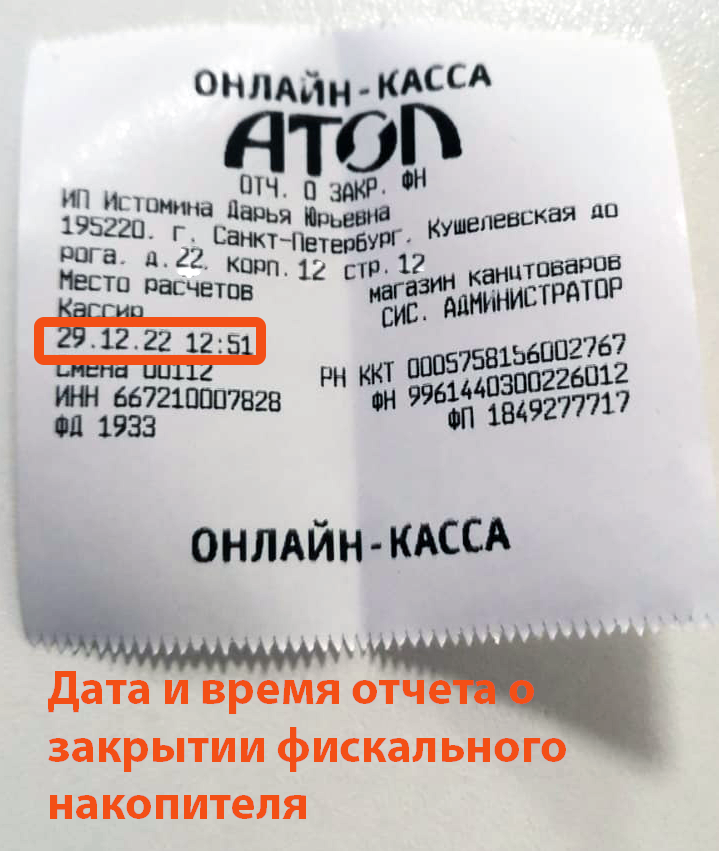 ОНЛАЙН-КАССА
АТОЛ
ОТЧ. О ЗАКР. ФН
ИП Истомина Дарья Юрьевна
195220. г. Санкт-Петербург. Кушелевская до
рога. д.22. корп.12 стр.12
Место расчетов магазин канцтоваров
Кассир СИС. АДМИНИСТРАТОР
29.12.22 12:51
Смена 00112 РН ККТ 0005758156002767
ИНН 667210007828 ФН 9961440300226012
ФД 1933 ФП 1849277717
ОНЛАЙН-КАССА
Дата и время отчета о
закрытии фискального
накопителя